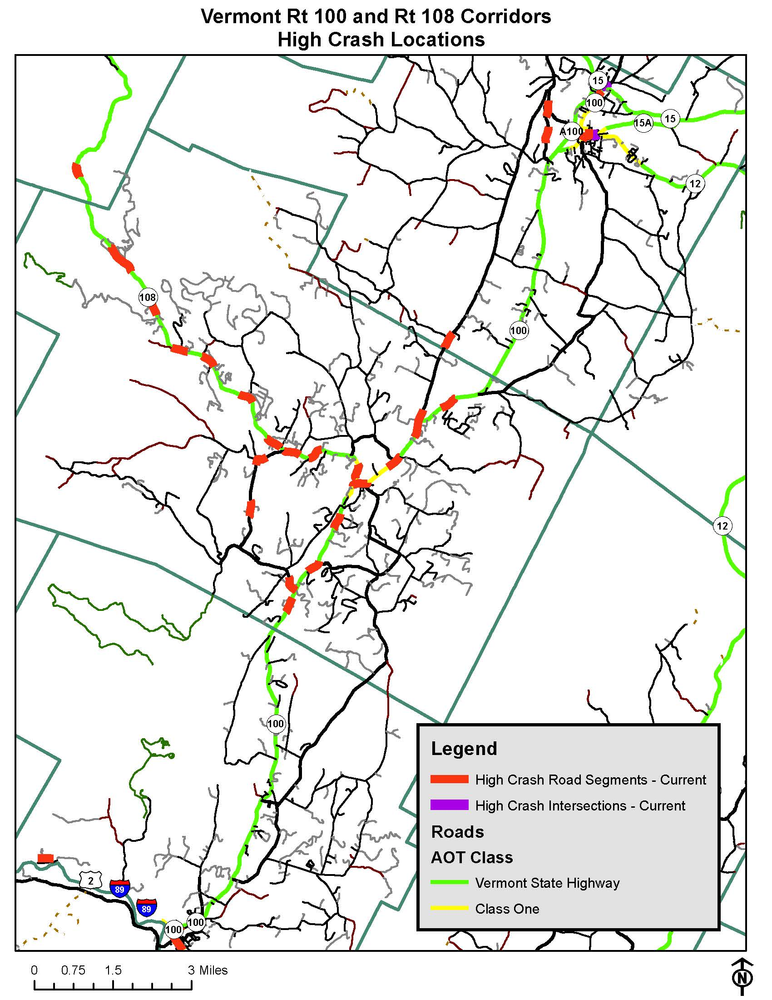 Vermont Rt 100 and Rt 108 Corridors
High Crash Locations
15
100
15A
15
A100
12
108
100
12
100
Legend
High Crash Road Segments - Current
High Crash Intersections - Current
Roads
AOT Class
Vermont State Highway
Class One
2
89
89
100
100
0 0.75 1.5 3 Miles
N